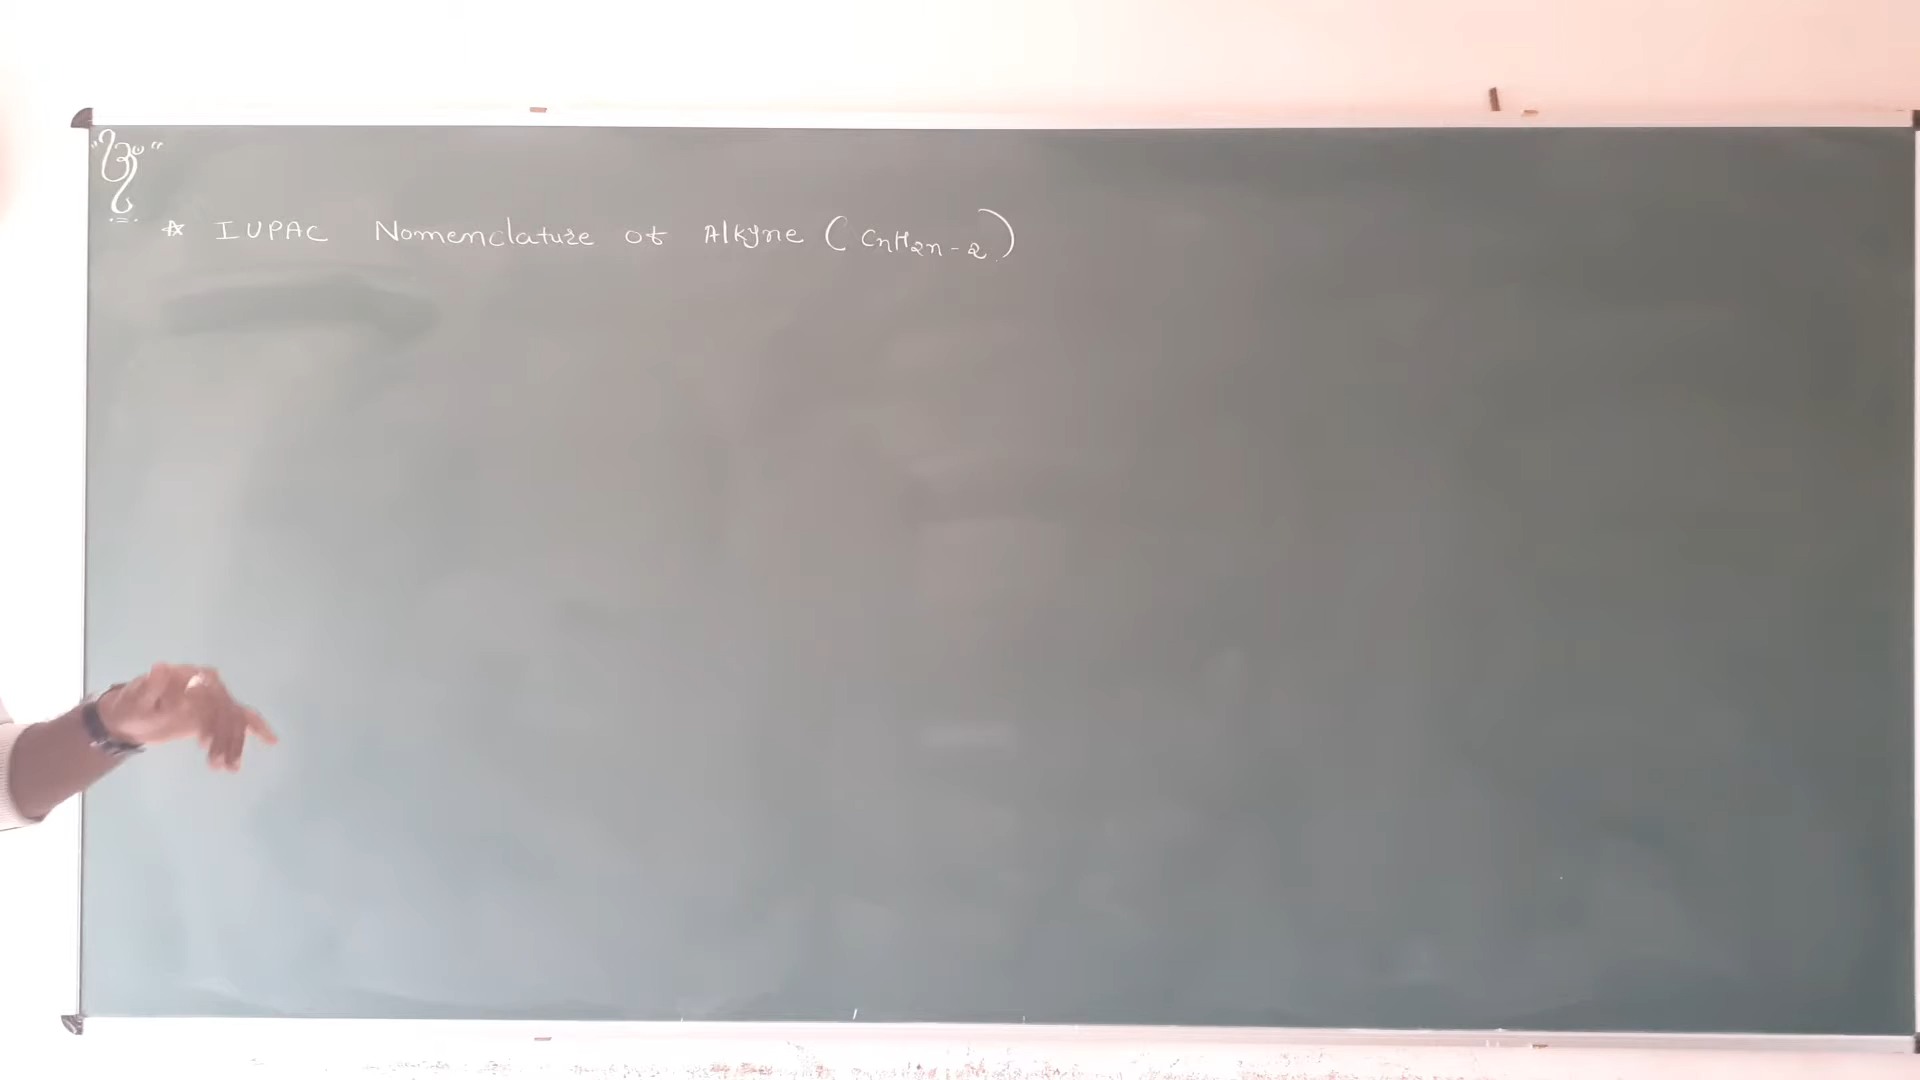 ☆ IUPAC Nomenclature of Alkyne (CnH2n-2)